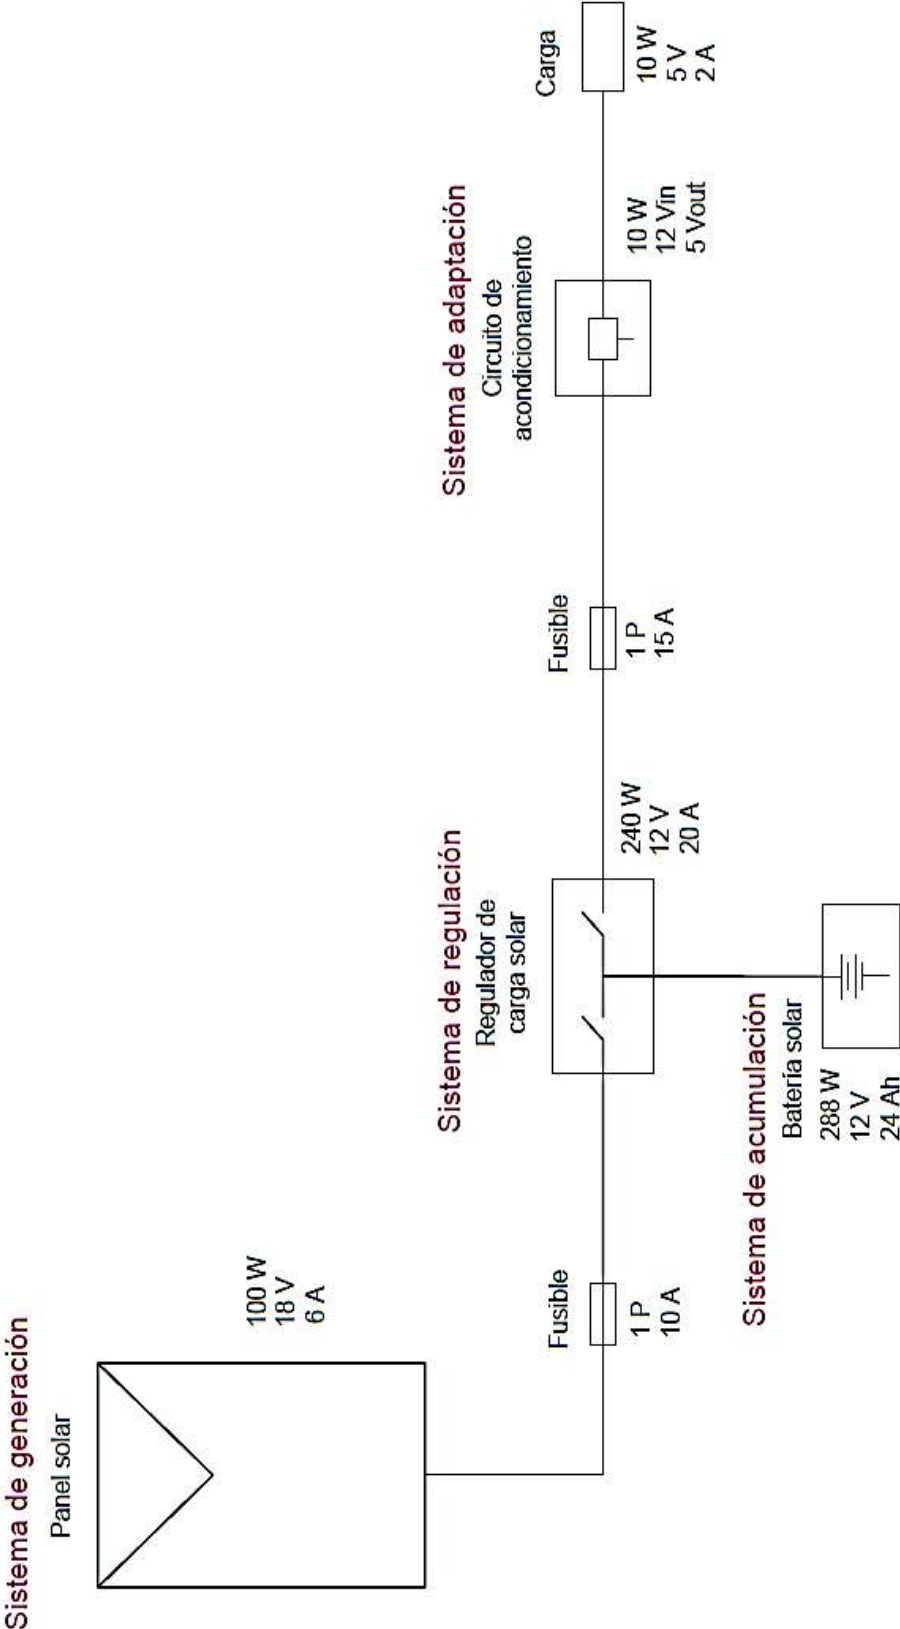 Sistema de generación
Panel solar
100 W
18 V
6 A
Fusible
1 P
10 A
Sistema de regulación
Regulador de
carga solar
240 W
12 V
20 A
Sistema de acumulación
Batería solar
288 W
12 V
24 Ah
Fusible
1 P
15 A
Sistema de adaptación
Circuito de
acondicionamiento
10 W
12 Vin
5 Vout
Carga
10 W
5 V
2 A